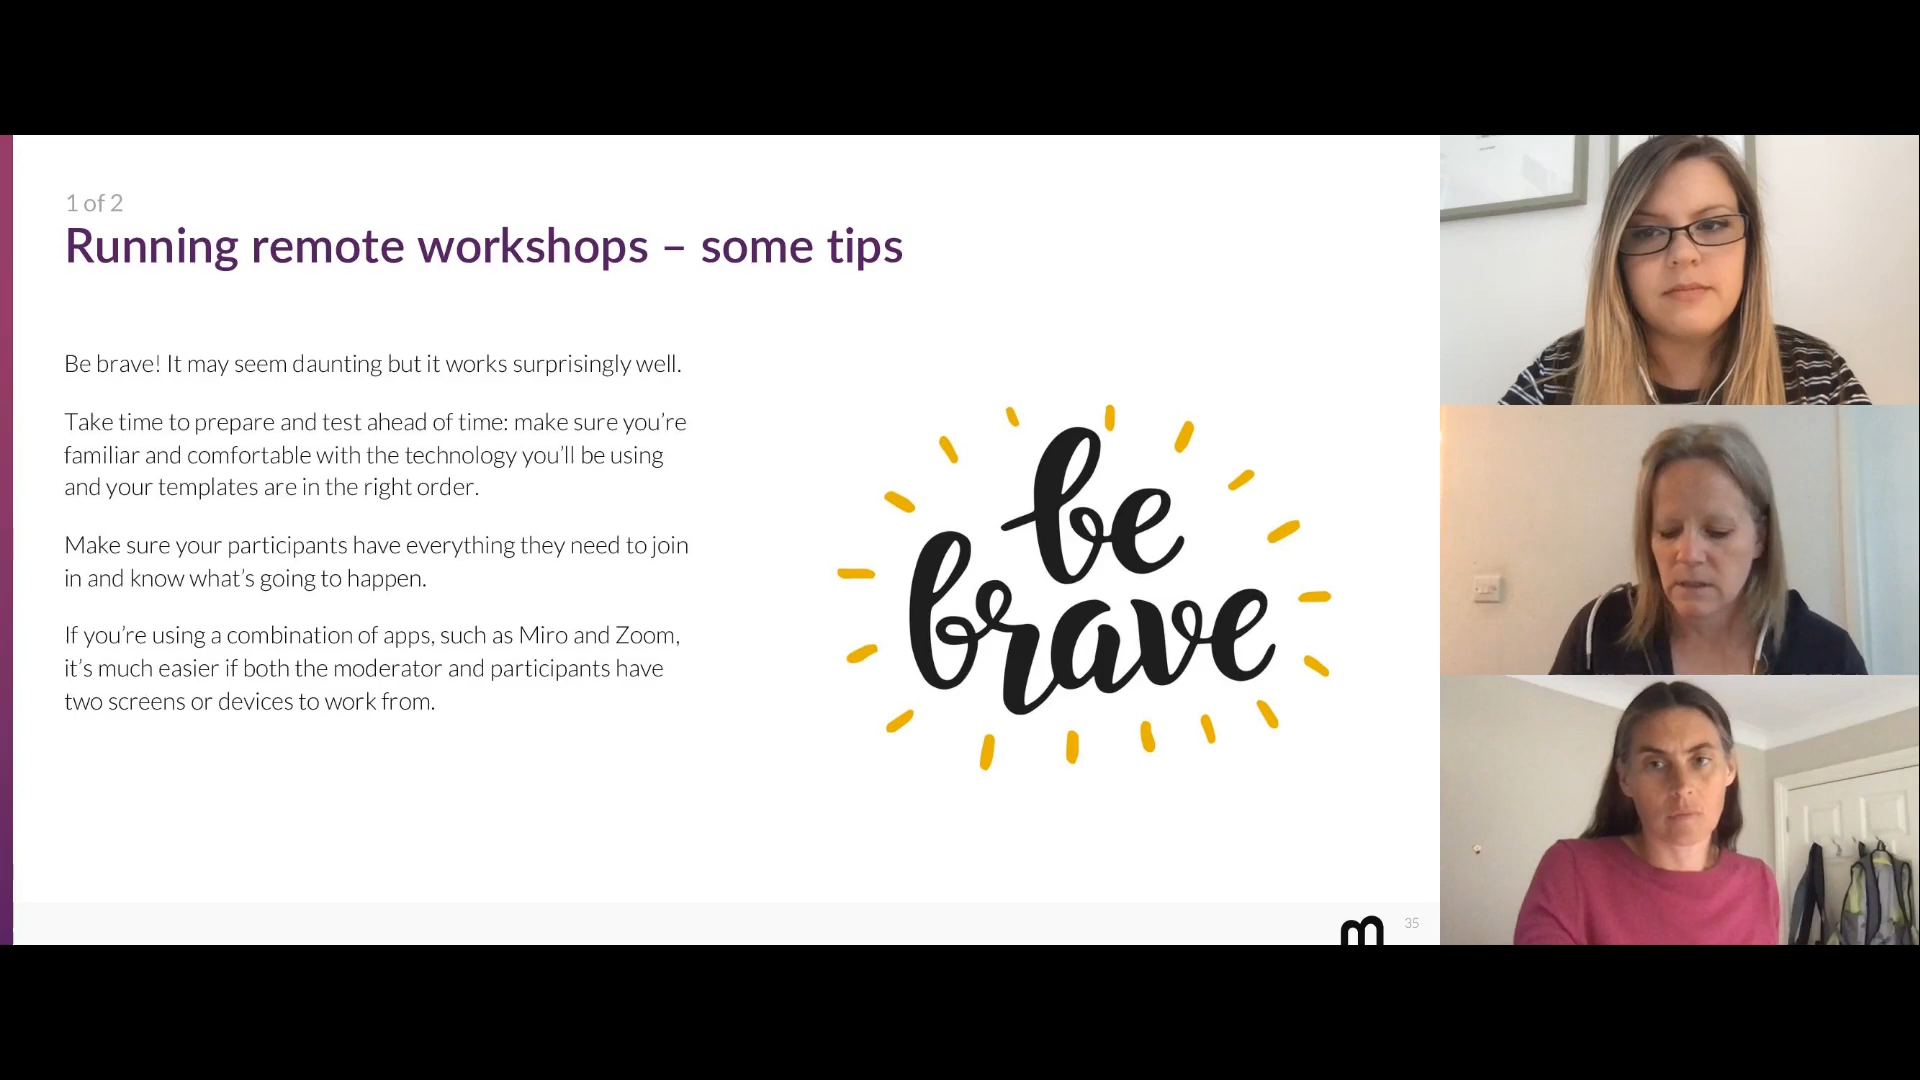 1 of 2
Running remote workshops – some tips
Be brave! It may seem daunting but it works surprisingly well.
Take time to prepare and test ahead of time: make sure you’re
familiar and comfortable with the technology you’ll be using
and your templates are in the right order.
Make sure your participants have everything they need to join
in and know what’s going to happen.
If you’re using a combination of apps, such as Miro and Zoom,
it’s much easier if both the moderator and participants have
two screens or devices to work from.
be
brave
m
35